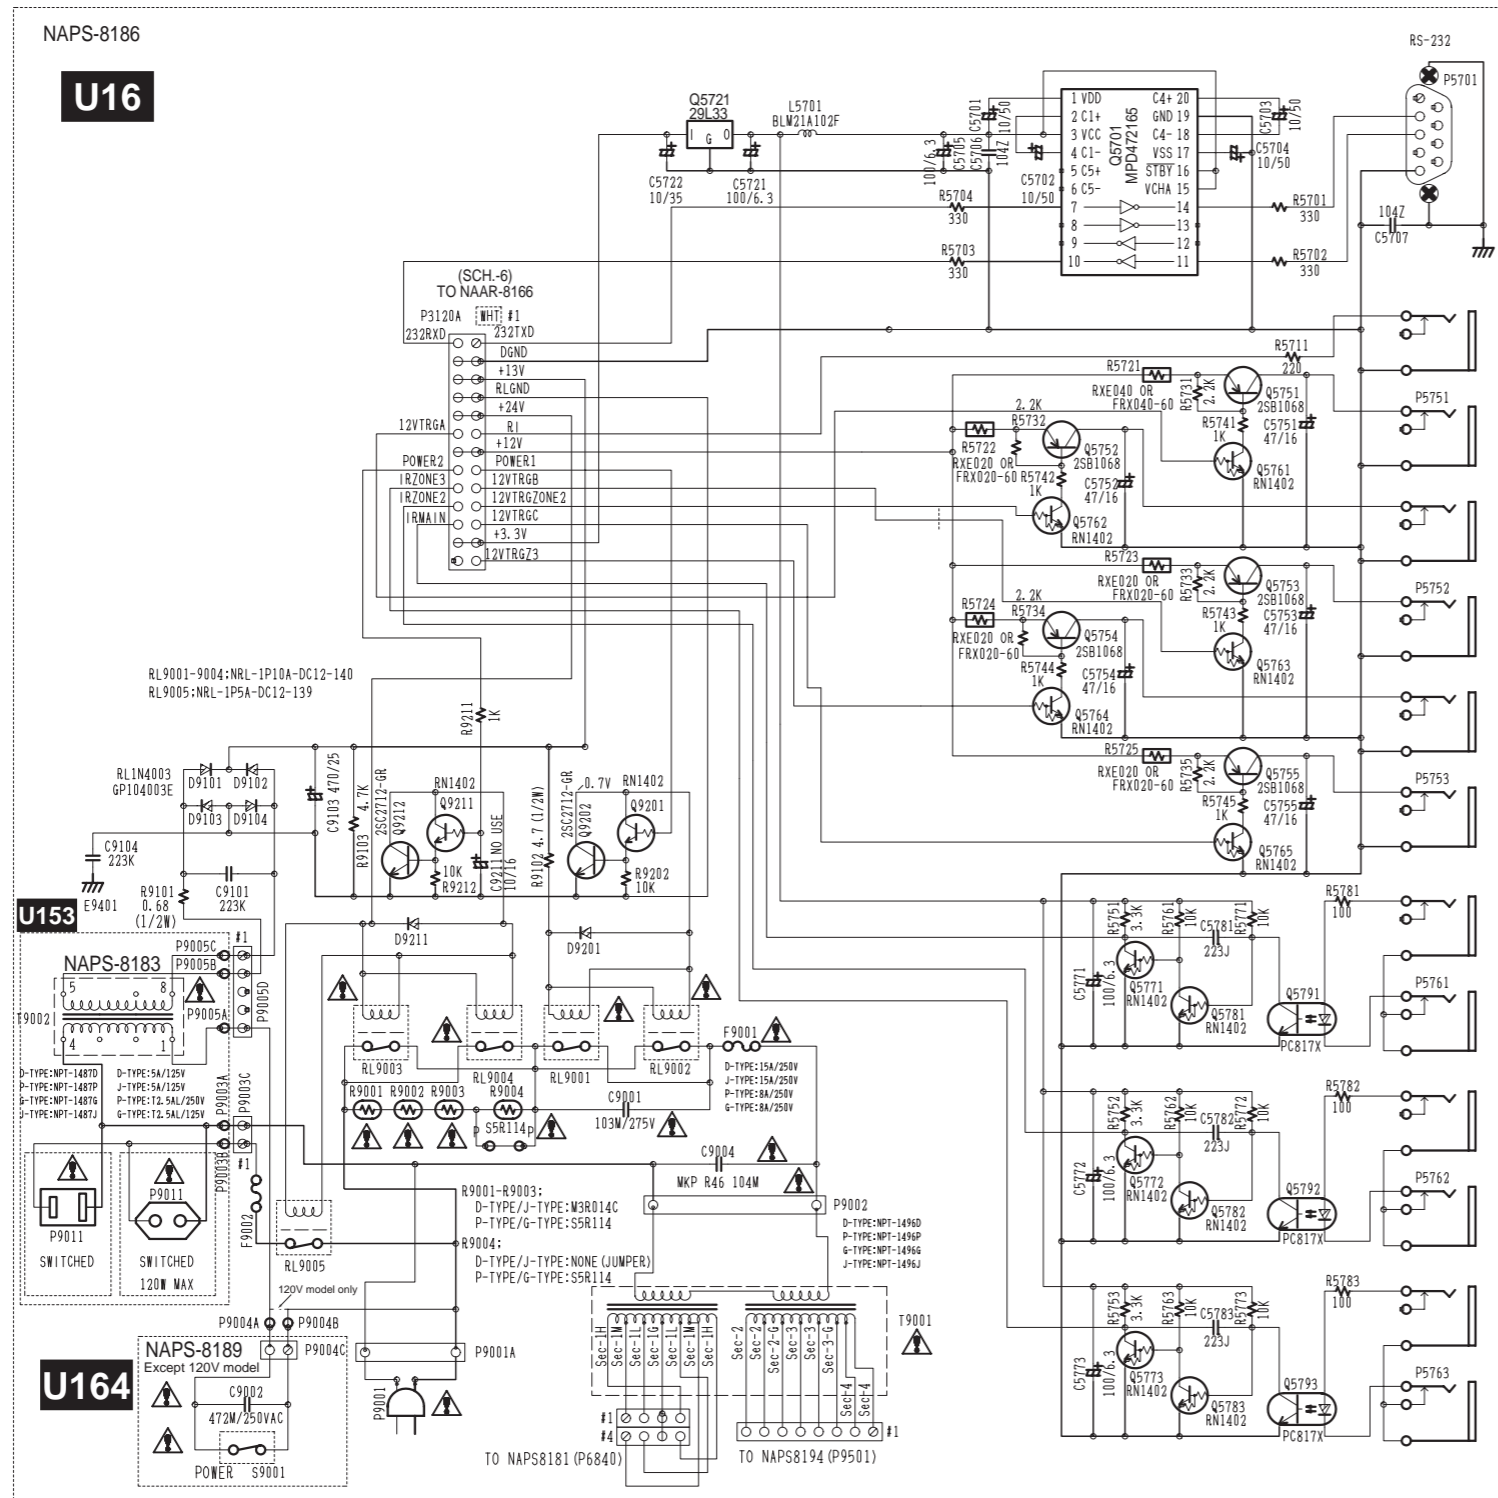 NAPS-8186
U16
RS-232
P5701
Q5721
29L33
I G O
L5701
BLM21A102F
C5722
10/35
C5721
100/6.3
100/6.3
C5705
C5701
10/50
C5706
104Z
C5702
10/50
1 VDD
2 C1+
3 VCC
4 C1-
5 C5+
6 C5-
7
8
9
10
Q5701
MPD472165
C4+ 20
GND 19
C4- 18
VSS 17
STBY 16
VCHA 15
14
13
12
11
C5703
10/50
C5704
10/50
R5704
330
R5703
330
R5701
330
R5702
330
104Z
C5707
(SCH.-6)
TO NAAR-8166
P3120A WHT #1
232RXD
232TXD
DGND
+13V
RLGND
+24V
12VTRGA
RI
+12V
POWER2
POWER1
IRZONE3
12VTRGB
IRZONE2
12VTRGZONE2
IRMAIN
12VTRGC
+3.3V
12VTRGZ3
R5711
220
R5721
RXE040 OR
FRX040-60
R5731
2.2K
Q5751
2SB1068
R5741
1K
C5751
47/16
Q5761
RN1402
P5751
2.2K
R5732
R5722
RXE020 OR
FRX020-60
Q5752
2SB1068
R5742
1K
C5752
47/16
Q5762
RN1402
R5723
RXE020 OR
FRX020-60
R5733
2.2K
Q5753
2SB1068
R5743
1K
C5753
47/16
Q5763
RN1402
P5752
2.2K
R5724
R5734
RXE020 OR
FRX020-60
Q5754
2SB1068
R5744
1K
C5754
47/16
Q5764
RN1402
R5725
RXE020 OR
FRX020-60
R5735
2.2K
Q5755
2SB1068
R5745
1K
C5755
47/16
Q5765
RN1402
P5753
RL9001-9004;NRL-1P10A-DC12-140
RL9005;NRL-1P5A-DC12-139
R9211
1K
RL1N4003
GP104003E
D9101
D9102
D9103
D9104
C9104
223K
E9401
R9101
0.68
(1/2W)
C9101
223K
C9103 470/25
R9103 4.7K
2SC2712-GR
Q9212
RN1402
Q9211
10K
R9212
C9211 NO USE
10/16
R9102 4.7 (1/2W)
2SC2712-GR
Q9202
0.7V
RN1402
Q9201
R9202
10K
D9211
D9201
U153
NAPS-8183
5 8
4 1
T9002
P9005C
P9005B
P9005A
#1
P9005D
D-TYPE:NPT-1487D
P-TYPE:NPT-1487P
G-TYPE:NPT-1487G
J-TYPE:NPT-1487J
D-TYPE:5A/125V
J-TYPE:5A/125V
P-TYPE:T2.5AL/250V
G-TYPE:T2.5AL/125V
P9003A
P9003C
P9003B
#1
P9011
SWITCHED
P9011
SWITCHED
120W MAX
F9002
RL9005
RL9003
RL9004
RL9001
RL9002
F9001
D-TYPE:15A/250V
J-TYPE:15A/250V
P-TYPE:8A/250V
G-TYPE:8A/250V
R9001
R9002
R9003
R9004
P S5R114 P
C9001
103M/275V
C9004
MKP R46 104M
R9001-R9003;
D-TYPE/J-TYPE:M3R014C
P-TYPE/G-TYPE:S5R114
R9004;
D-TYPE/J-TYPE:NONE(JUMPER)
P-TYPE/G-TYPE:S5R114
P9002
D-TYPE:NPT-1496D
P-TYPE:NPT-1496P
G-TYPE:NPT-1496G
J-TYPE:NPT-1496J
T9001
Sec-1H
Sec-1M
Sec-1L
Sec-1G
Sec-1L
Sec-1M
Sec-1H
Sec-2
Sec-2
Sec-2-G
Sec-3
Sec-3
Sec-3-G
Sec-4
Sec-4
#1
#4
#1
TO NAPS8181(P6840)
TO NAPS8194(P9501)
120V model only
P9004A
P9004B
U164
NAPS-8189
Except 120V model
P9004C
C9002
472M/250VAC
POWER S9001
P9001A
P9001
R5751
3.3K
R5761
10K
C5781
223J
R5771
10K
C5771
100/6.3
Q5771
RN1402
Q5781
RN1402
Q5791
PC817X
R5781
100
P5761
R5752
3.3K
R5762
10K
C5782
223J
R5772
10K
C5772
100/6.3
Q5772
RN1402
Q5782
RN1402
Q5792
PC817X
R5782
100
P5762
R5753
3.3K
R5763
10K
C5783
223J
R5773
10K
C5773
100/6.3
Q5773
RN1402
Q5783
RN1402
Q5793
PC817X
R5783
100
P5763